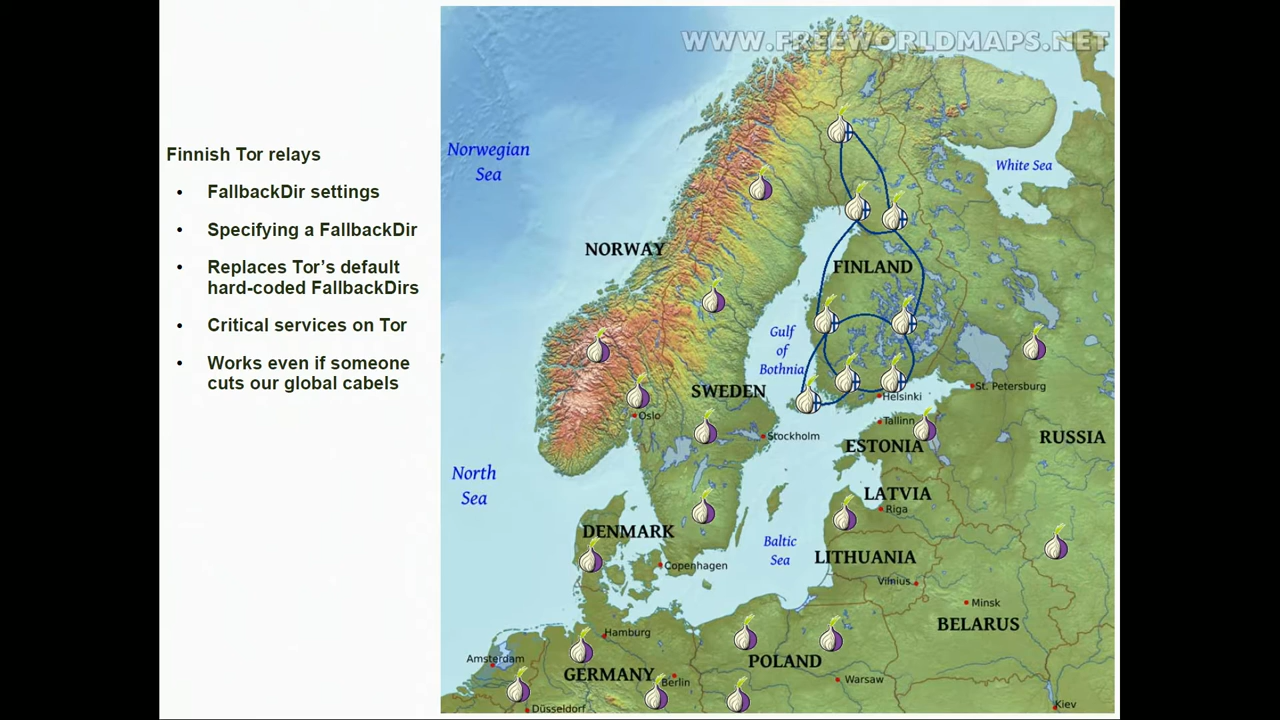 Finnish Tor relays
• FallbackDir settings
• Specifying a FallbackDir
• Replaces Tor's default
hard-coded FallbackDirs
• Critical services on Tor
• Works even if someone
cuts our global cabels
WWW.FREEWORLDMAPS.NET
Norwegian
Sea
White Sea
NORWAY
FINLAND
Gulf
of
Bothnia
SWEDEN
St. Petersburg
Helsinki
Oslo
Tallinn
Stockholm
ESTONIA
RUSSIA
North
Sea
LATVIA
Riga
DENMARK
Baltic
Sea
LITHUANIA
Copenhagen
Vilnius
Minsk
BELARUS
Hamburg
Amsterdam
POLAND
GERMANY
Berlin
Warsaw
Düsseldorf
Kiev